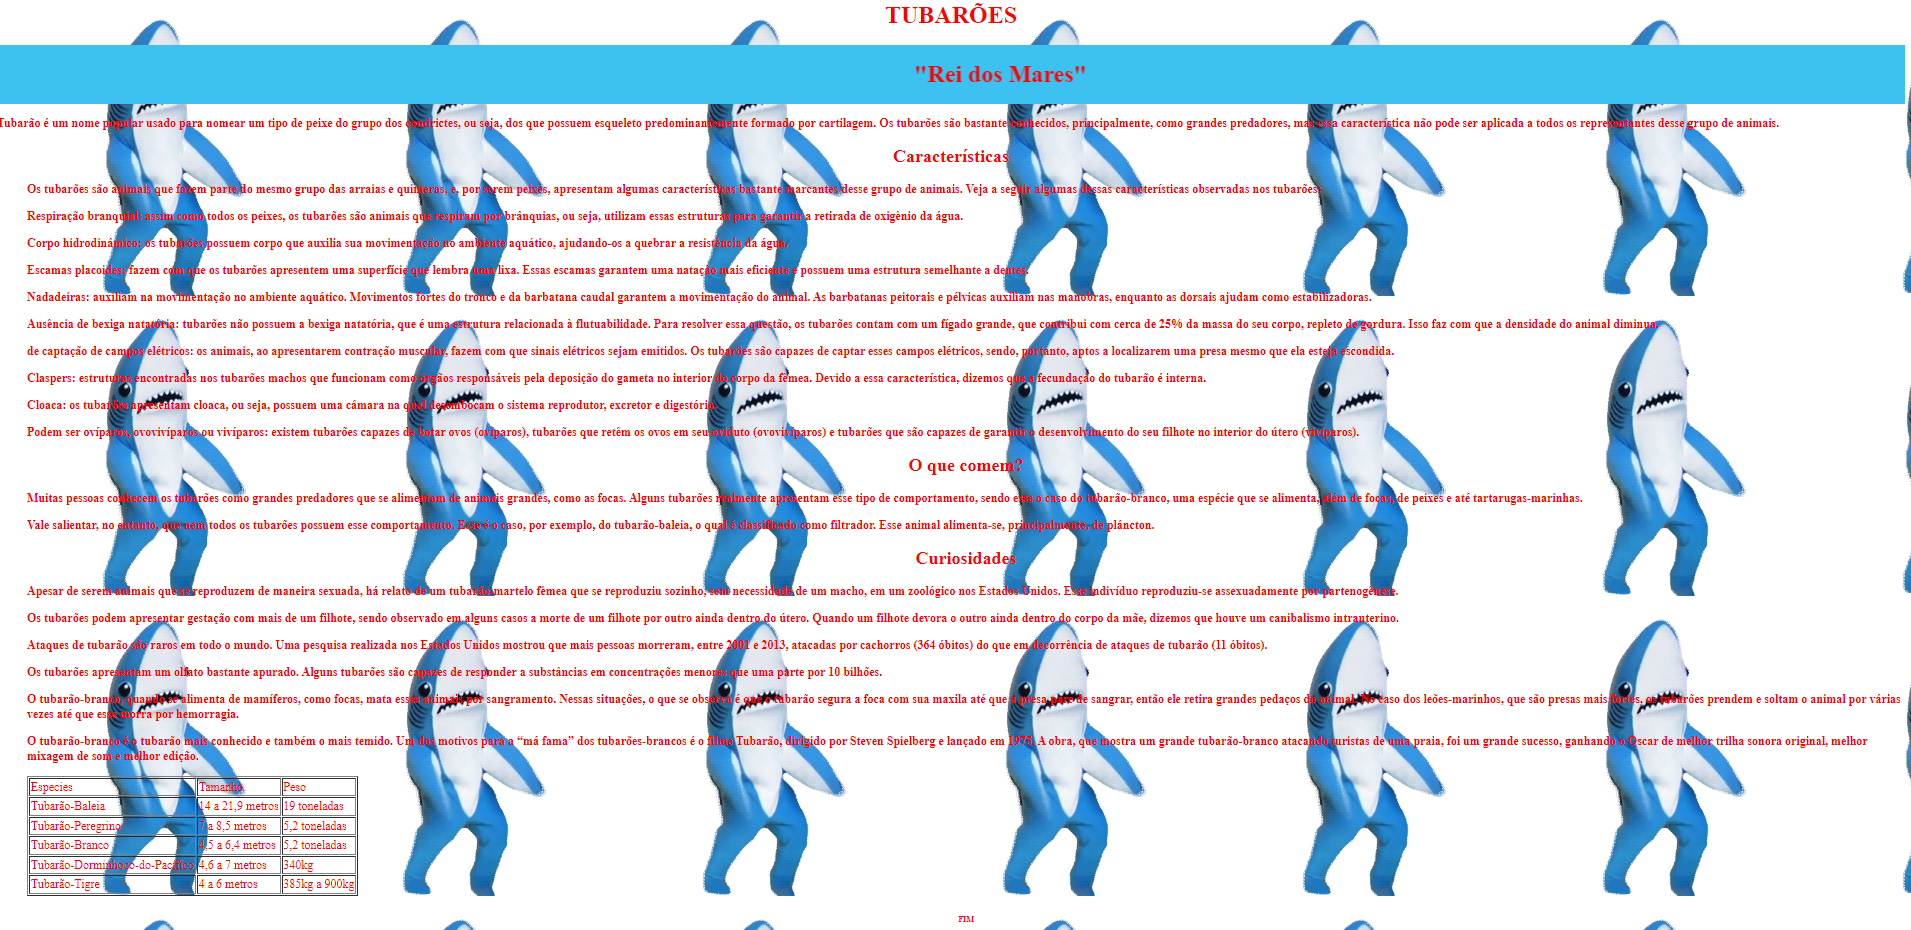 TUBARÕES
"Rei dos Mares"
Tubarão é um nome popular usado para nomear um tipo de peixe do grupo dos condrictes, ou seja, dos que possuem esqueleto predominantemente formado por cartilagem. Os tubarões são bastante conhecidos, principalmente, como grandes predadores, mas essa característica não pode ser aplicada a todos os representantes desse grupo de animais.
Características
Os tubarões são animais que fazem parte do mesmo grupo das arraias e quimeras, e, por serem peixes, apresentam algumas características bastante marcantes desse grupo de animais. Veja a seguir algumas dessas características observadas nos tubarões:
Respiração branquial: assim como todos os peixes, os tubarões são animais que respiram por brânquias, ou seja, utilizam essas estruturas para garantir a retirada de oxigênio da água.
Corpo hidrodinâmico: os tubarões possuem corpo que auxilia sua movimentação no ambiente aquático, ajudando-os a quebrar a resistência da água.
Escamas placoides: fazem com que os tubarões apresentem uma superfície que lembra uma lixa. Essas escamas garantem uma natação mais eficiente e possuem uma estrutura semelhante a dentes.
Nadadeiras: auxiliam na movimentação no ambiente aquático. Movimentos fortes do tronco e da barbatana caudal garantem a movimentação do animal. As barbatanas peitorais e pélvicas auxiliam nas manobras, enquanto as dorsais ajudam como estabilizadoras.
Ausência de bexiga natatória: tubarões não possuem a bexiga natatória, que é uma estrutura relacionada à flutuabilidade. Para resolver essa questão, os tubarões contam com um fígado grande, que contribui com cerca de 25% da massa do seu corpo, repleto de gordura. Isso faz com que a densidade do animal diminua.
de captação de campos elétricos: os animais, ao apresentarem contração muscular, fazem com que sinais elétricos sejam emitidos. Os tubarões são capazes de captar esses campos elétricos, sendo, portanto, aptos a localizarem uma presa mesmo que ela esteja escondida.
Claspers: estruturas encontradas nos tubarões machos que funcionam como órgãos responsáveis pela deposição do gameta no interior do corpo da fêmea. Devido a essa característica, dizemos que a fecundação do tubarão é interna.
Cloaca: os tubarões apresentam cloaca, ou seja, possuem uma câmara na qual desembocam o sistema reprodutor, excretor e digestório.
Podem ser ovíparos, ovovivíparos ou vivíparos: existem tubarões capazes de botar ovos (ovíparos), tubarões que retêm os ovos em seu oviduto (ovovivíparos) e tubarões que são capazes de garantir o desenvolvimento do seu filhote no interior do útero (vivíparos).
O que comem?
Muitas pessoas conhecem os tubarões como grandes predadores que se alimentam de animais grandes, como as focas. Alguns tubarões realmente apresentam esse tipo de comportamento, sendo esse o caso do tubarão-branco, uma espécie que se alimenta, além de focas, de peixes e até tartarugas-marinhas.
Vale salientar, no entanto, que nem todos os tubarões possuem esse comportamento. Esse é o caso, por exemplo, do tubarão-baleia, o qual é classificado como filtrador. Esse animal alimenta-se, principalmente, de plâncton.
Curiosidades
Apesar de serem animais que se reproduzem de maneira sexuada, há relato de um tubarão-martelo fêmea que se reproduziu sozinho, sem necessidade de um macho, em um zoológico nos Estados Unidos. Esse indivíduo reproduziu-se assexuadamente por partenogênese.
Os tubarões podem apresentar gestação com mais de um filhote, sendo observado em alguns casos a morte de um filhote por outro ainda dentro do útero. Quando um filhote devora o outro ainda dentro do corpo da mãe, dizemos que houve um canibalismo intrauterino.
Ataques de tubarão são raros em todo o mundo. Uma pesquisa realizada nos Estados Unidos mostrou que mais pessoas morreram, entre 2001 e 2013, atacadas por cachorros (364 óbitos) do que em decorrência de ataques de tubarão (11 óbitos).
Os tubarões apresentam um olfato bastante apurado. Alguns tubarões são capazes de responder a substâncias em concentrações menores que uma parte por 10 bilhões.
O tubarão-branco, quando se alimenta de mamíferos, como focas, mata esses animais por sangramento. Nessas situações, o que se observa é que o tubarão segura a foca com sua maxila até que a presa pare de sangrar, então ele retira grandes pedaços do animal. No caso dos leões-marinhos, que são presas mais fortes, os tubarões prendem e soltam o animal por várias
vezes até que esse morra por hemorragia.
O tubarão-branco é o tubarão mais conhecido e também o mais temido. Um dos motivos para a “má fama” dos tubarões-brancos é o filme Tubarão, dirigido por Steven Spielberg e lançado em 1975. A obra, que mostra um grande tubarão-branco atacando turistas de uma praia, foi um grande sucesso, ganhando o Oscar de melhor trilha sonora original, melhor
mixagem de som e melhor edição.
Especies Tamanho Peso
Tubarão-Baleia 14 a 21,9 metros 19 toneladas
Tubarão-Peregrino 7 a 8,5 metros 5,2 toneladas
Tubarão-Branco 4,5 a 6,4 metros 5,2 toneladas
Tubarão-Dorminhoco-do-Pacífico 4,6 a 7 metros 340kg
Tubarão-Tigre 4 a 6 metros 385kg a 900kg
FIM